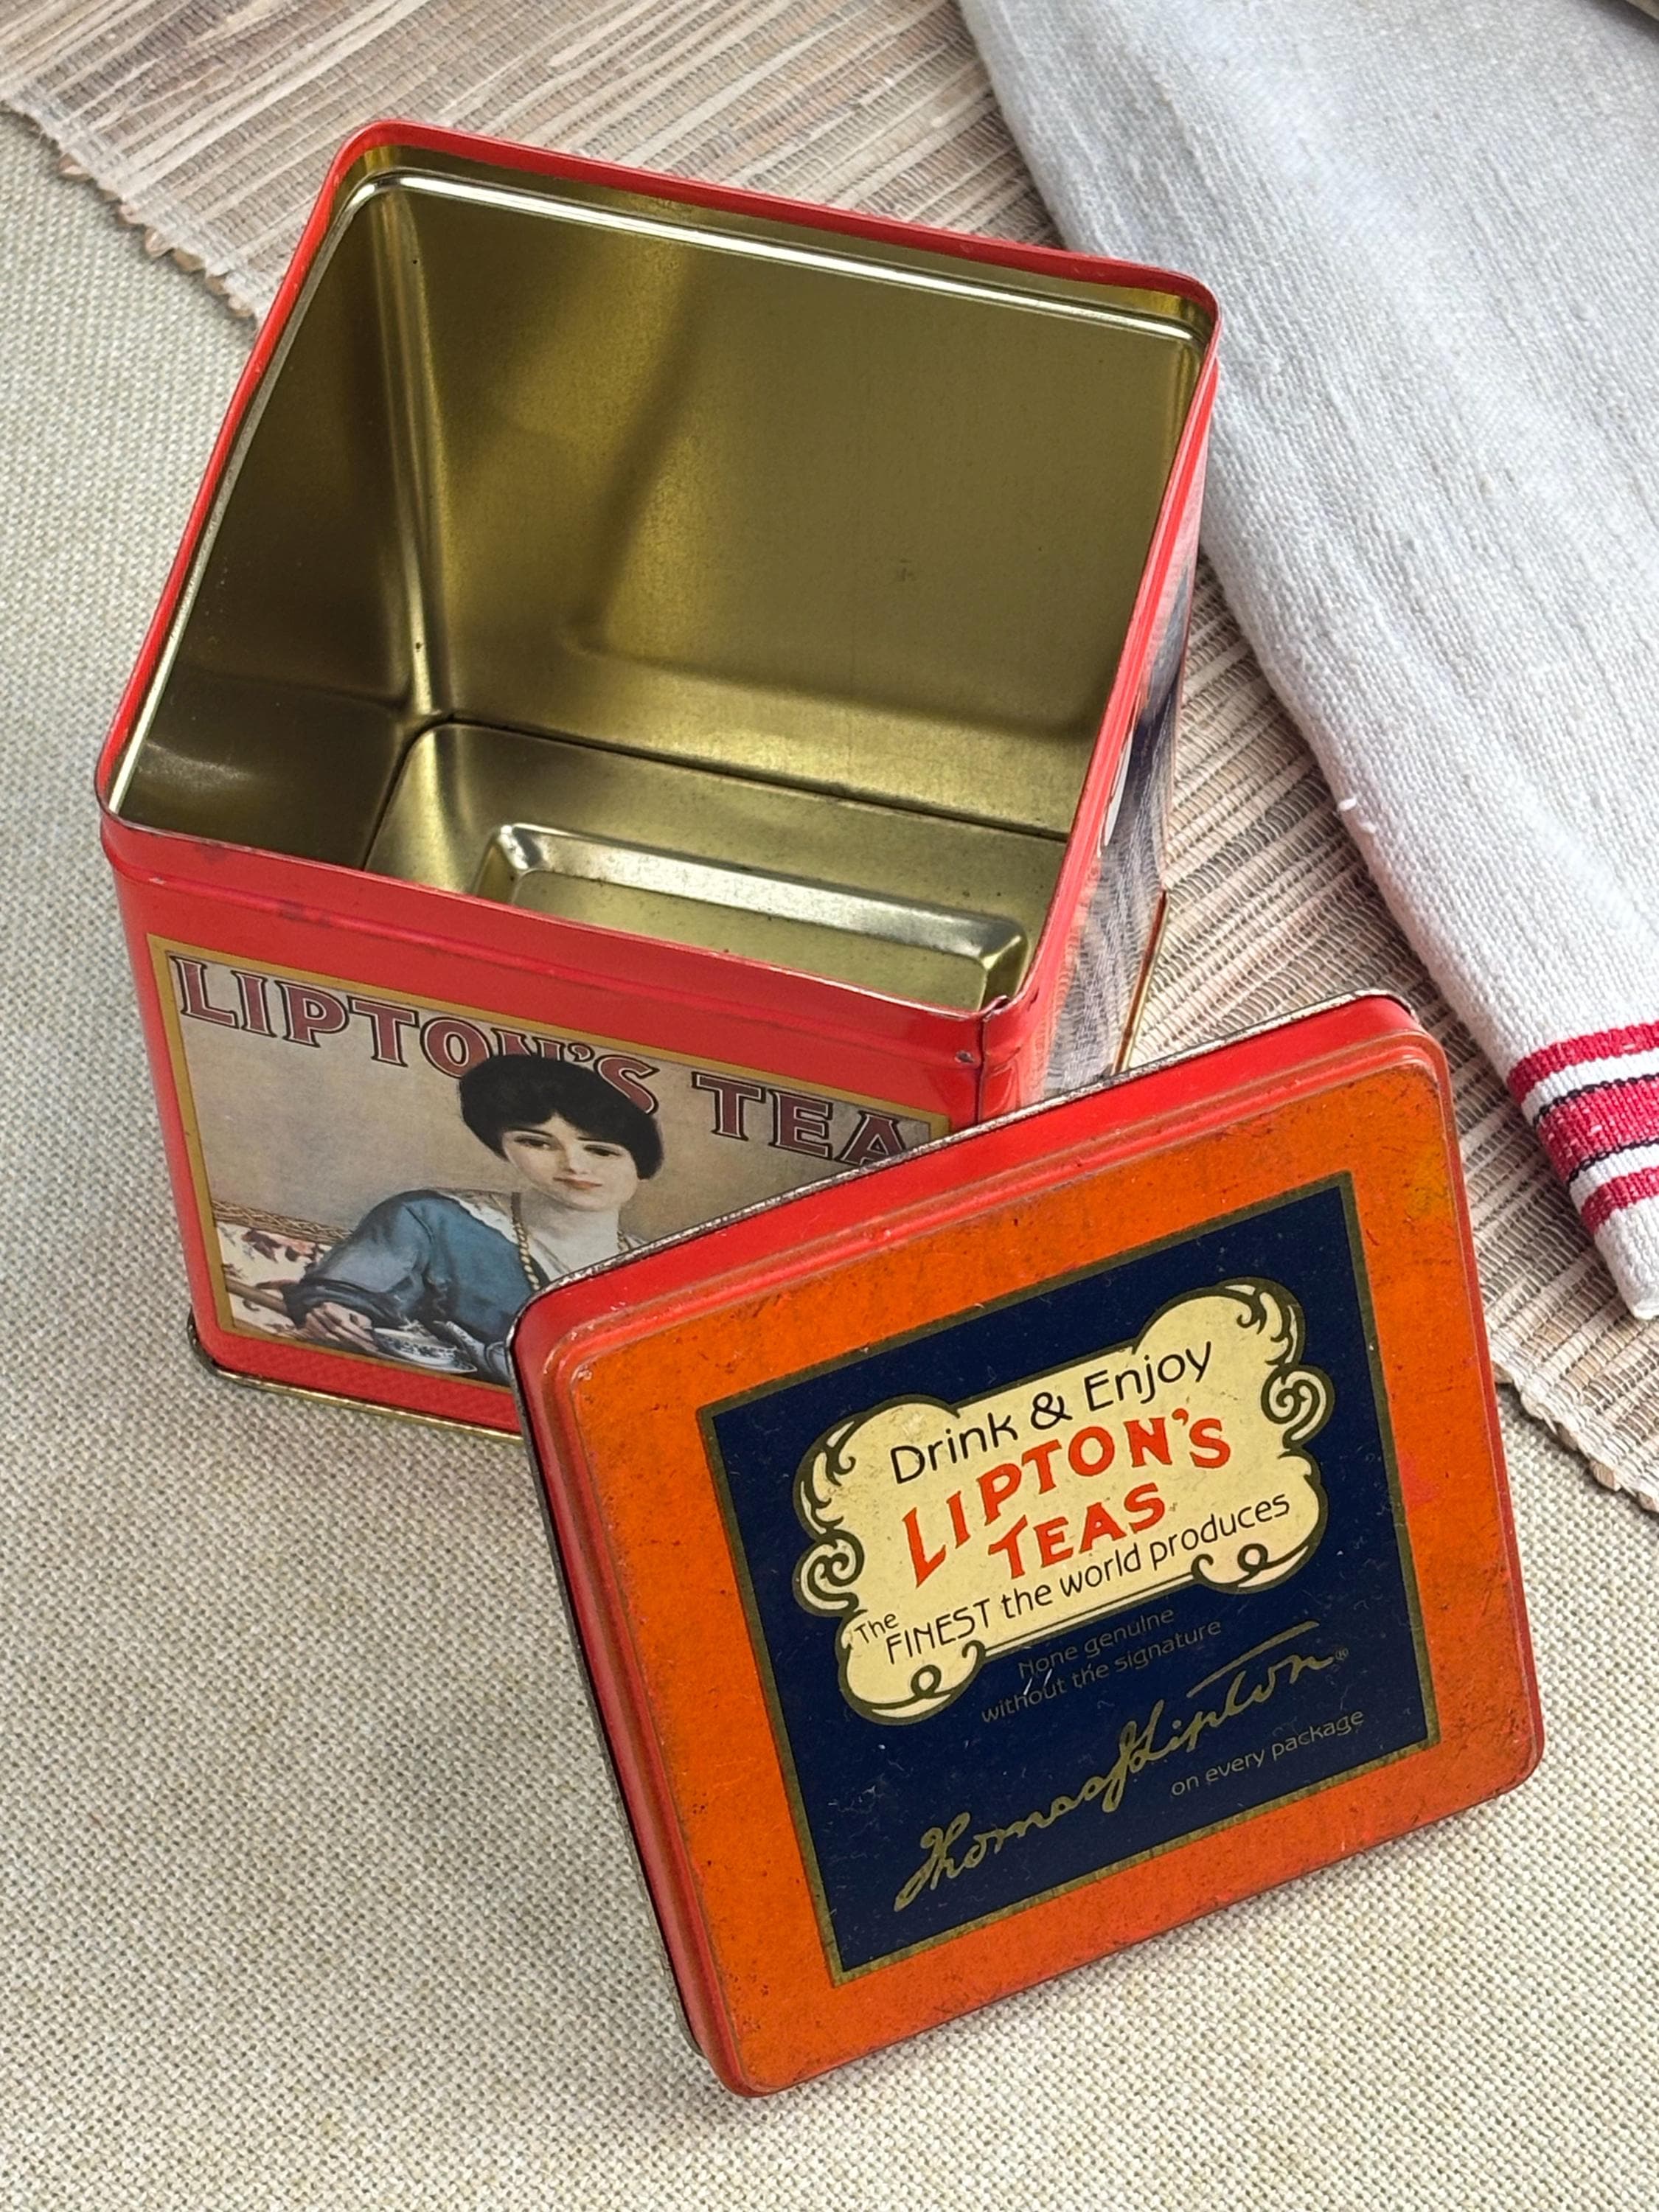 LIPTON'S TEA
Drink & Enjoy
LIPTON'S
TEAS
The
FINEST the world produces
None genuine
without the signature
Thomas J Lipton®
on every package